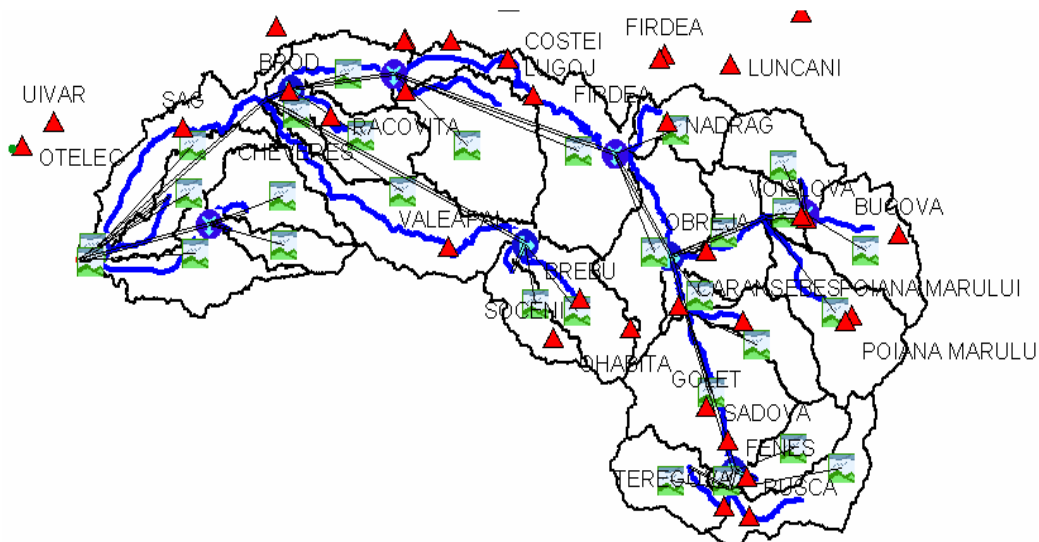 FIRDEA
COSTEI
LUGOJ
LUNCANI
BROD
UIVAR
SAG
FIRDEA
RACOVITA
NADRAG
OTELEC
CHEVERES
VOISLOVA
BUCOVA
VALEAPAI
OBREJA
BREBU
CARANSEBES
POIANA MARULUI
SOCENI
OHABITA
POIANA MARULU
GOLET
SADOVA
FENES
TEREGOVA
RUSCA